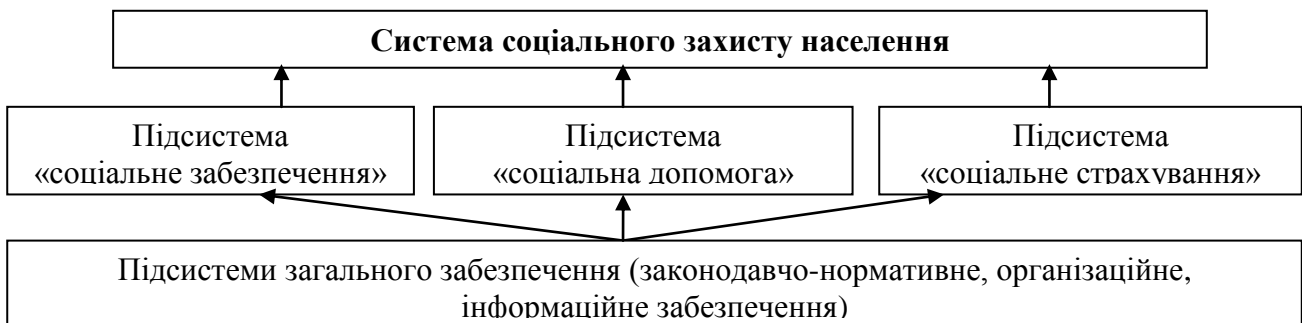 Система соціального захисту населення
Підсистема
«соціальне забезпечення»
Підсистема
«соціальна допомога»
Підсистема
«соціальне страхування»
Підсистеми загального забезпечення (законодавчо-нормативне, організаційне,
інформаційне забезпечення)